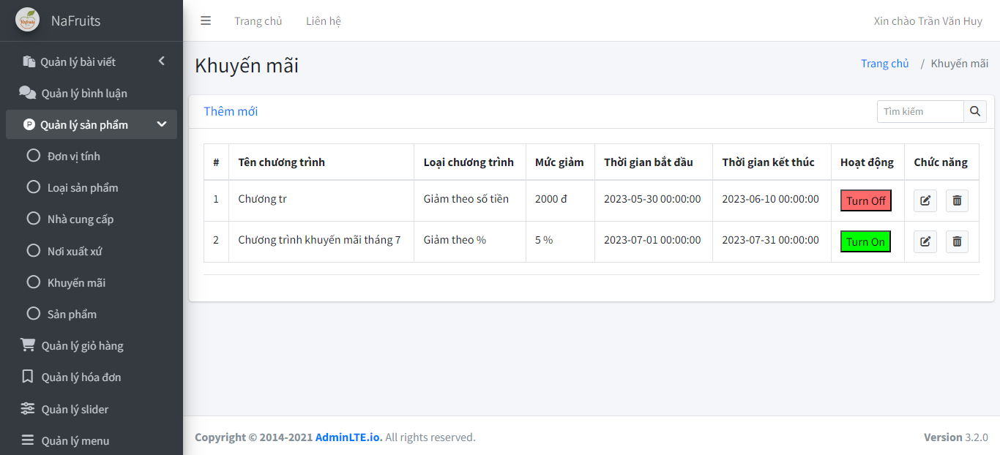 NaFruits
Trang chủ
Liên hệ
Xin chào Trần Văn Huy
Quản lý bài viết
Quản lý bình luận
Quản lý sản phẩm
Đơn vị tính
Loại sản phẩm
Nhà cung cấp
Nơi xuất xứ
Khuyến mãi
Sản phẩm
Quản lý giỏ hàng
Quản lý hóa đơn
Quản lý slider
Quản lý menu
Khuyến mãi
Trang chủ / Khuyến mãi
Thêm mới
Tìm kiếm
# Tên chương trình Loại chương trình Mức giảm Thời gian bắt đầu Thời gian kết thúc Hoạt động Chức năng
1 Chương tr Giảm theo số tiền 2000 đ 2023-05-30 00:00:00 2023-06-10 00:00:00 Turn Off
2 Chương trình khuyến mãi tháng 7 Giảm theo % 5 % 2023-07-01 00:00:00 2023-07-31 00:00:00 Turn On
Copyright © 2014-2021 AdminLTE.io. All rights reserved.
Version 3.2.0